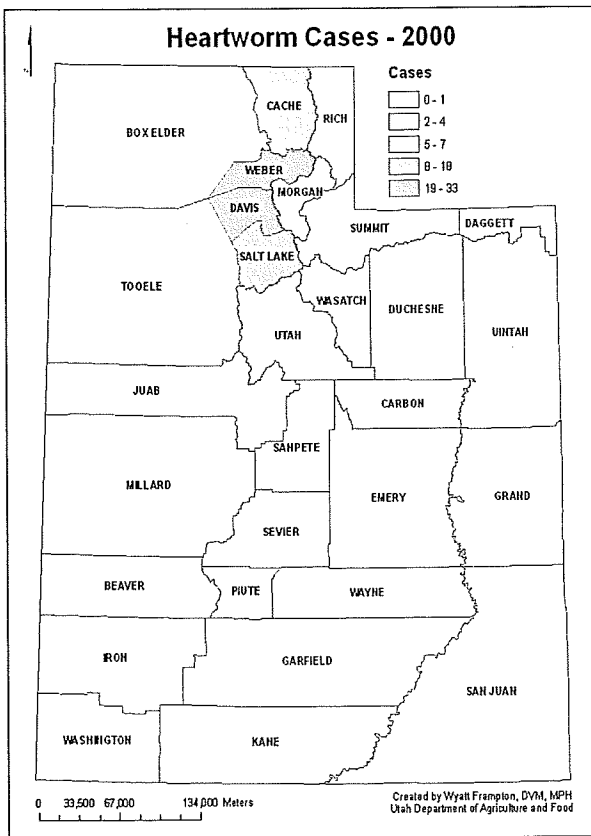 Heartworm Cases - 2000
Cases
0 - 1
2 - 4
5 - 7
8 - 18
19 - 33
CACHE
RICH
BOX ELDER
WEBER
MORGAN
DAVIS
SUMMIT
DAGGETT
SALT LAKE
TOOELE
WASATCH
DUCHESNE
UINTAH
UTAH
JUAB
CARBON
SANPETE
MILLARD
EMERY
GRAND
SEVIER
BEAVER
PIUTE
WAYNE
IRON
GARFIELD
SAN JUAN
WASHINGTON
KANE
0 33,500 67,000 134,000 Meters
Created by Wyatt Frampton, DVM, MPH
Utah Department of Agriculture and Food